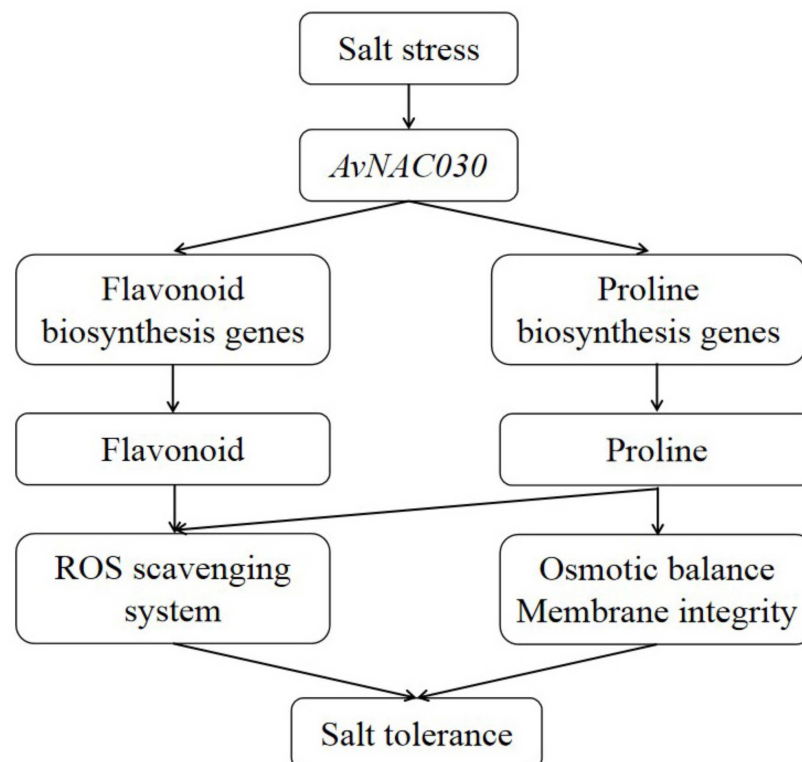 Salt stress
AvNAC030
Flavonoid
biosynthesis genes
Proline
biosynthesis genes
Flavonoid
Proline
ROS scavenging
system
Osmotic balance
Membrane integrity
Salt tolerance